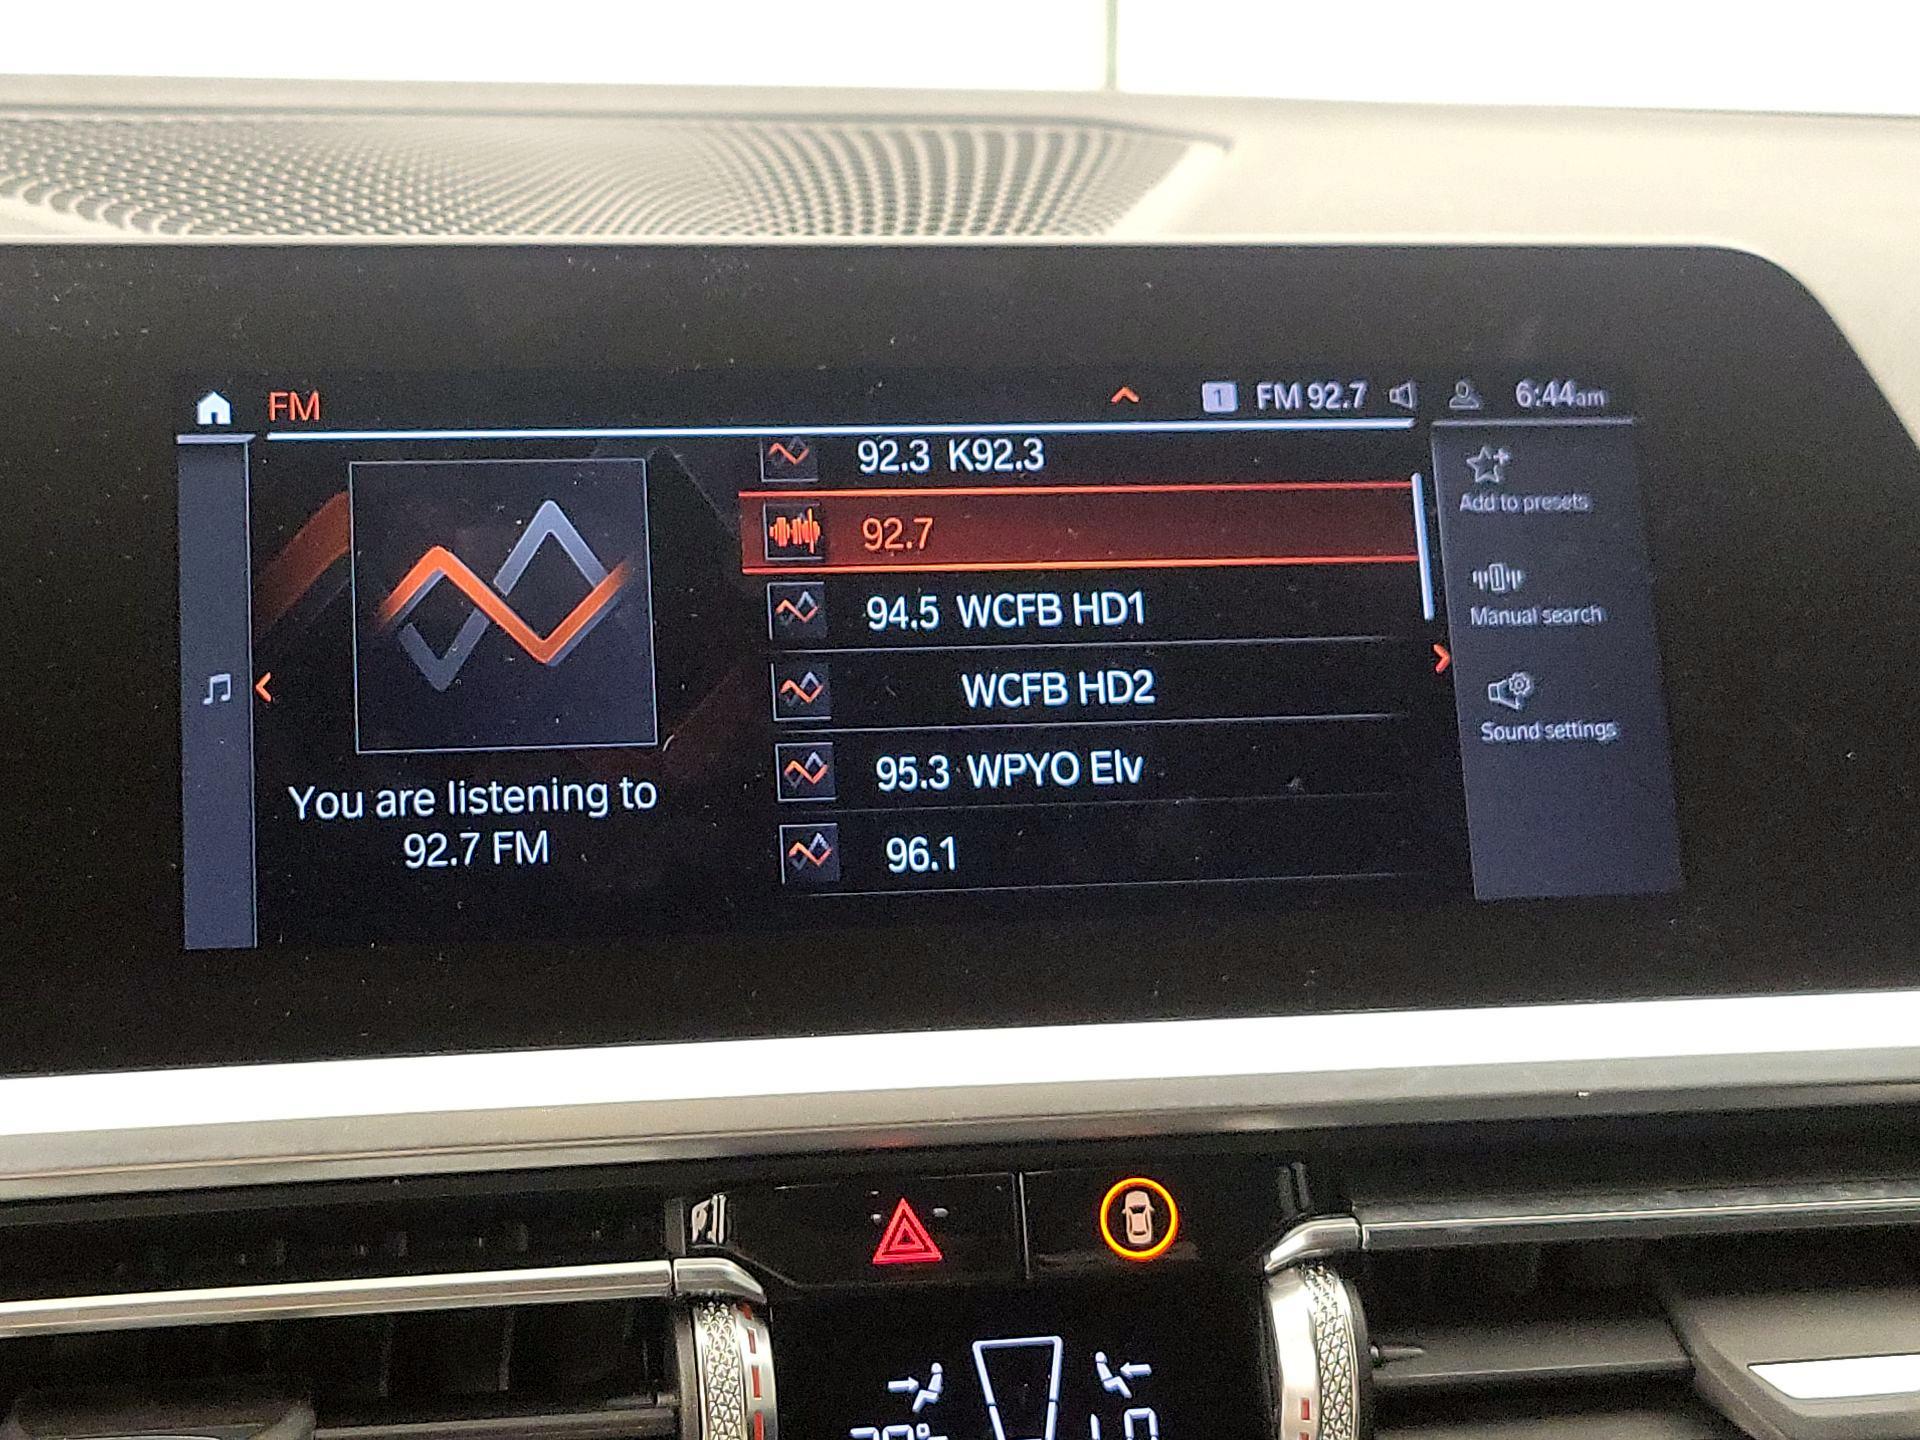 FM
1 FM 92.7
6:44am
92.3 K92.3
92.7
94.5 WCFB HD1
WCFB HD2
95.3 WPYO Elv
96.1
You are listening to
92.7 FM
Add to presets
Manual search
Sound settings